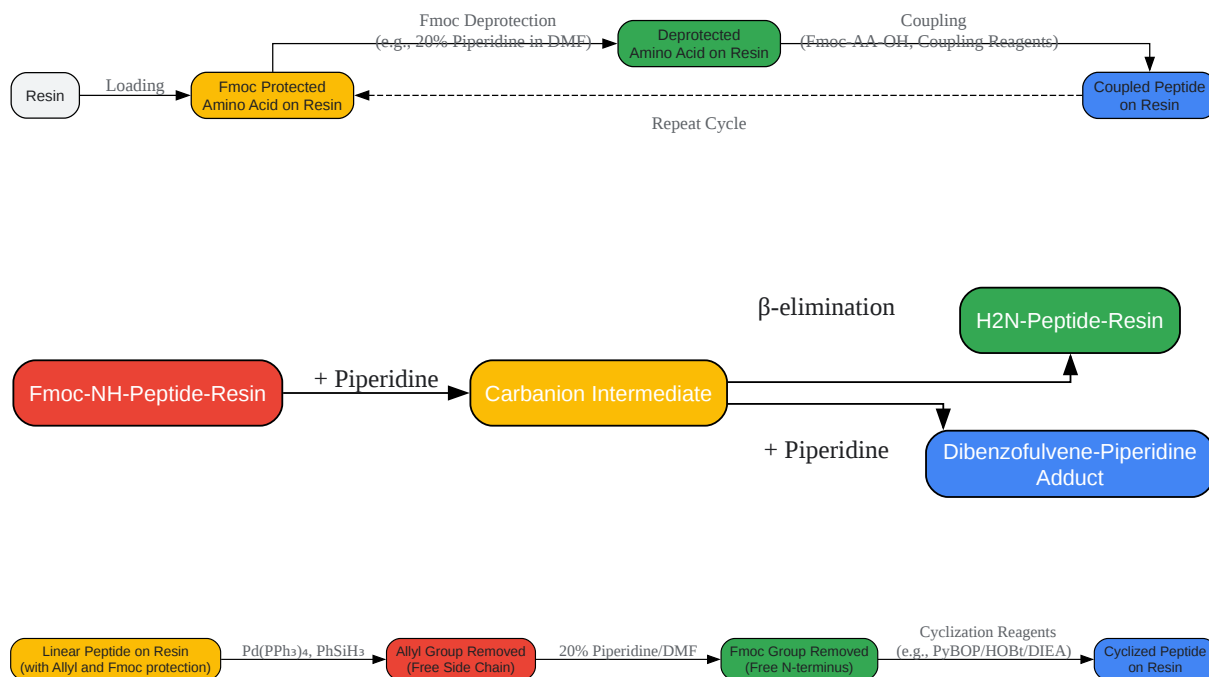 Fmoc Deprotection
(e.g., 20% Piperidine in DMF)
Deprotected
Amino Acid on Resin
Coupling
(Fmoc-AA-OH, Coupling Reagents)
Resin
Loading
Fmoc Protected
Amino Acid on Resin
Coupled Peptide
on Resin
Repeat Cycle
β-elimination
H2N-Peptide-Resin
Fmoc-NH-Peptide-Resin
+ Piperidine
Carbanion Intermediate
+ Piperidine
Dibenzofulvene-Piperidine
Adduct
Linear Peptide on Resin
(with Allyl and Fmoc protection)
Pd(PPh₃)₄, PhSiH₃
Allyl Group Removed
(Free Side Chain)
20% Piperidine/DMF
Fmoc Group Removed
(Free N-terminus)
Cyclization Reagents
(e.g., PyBOP/HOBt/DIEA)
Cyclized Peptide
on Resin